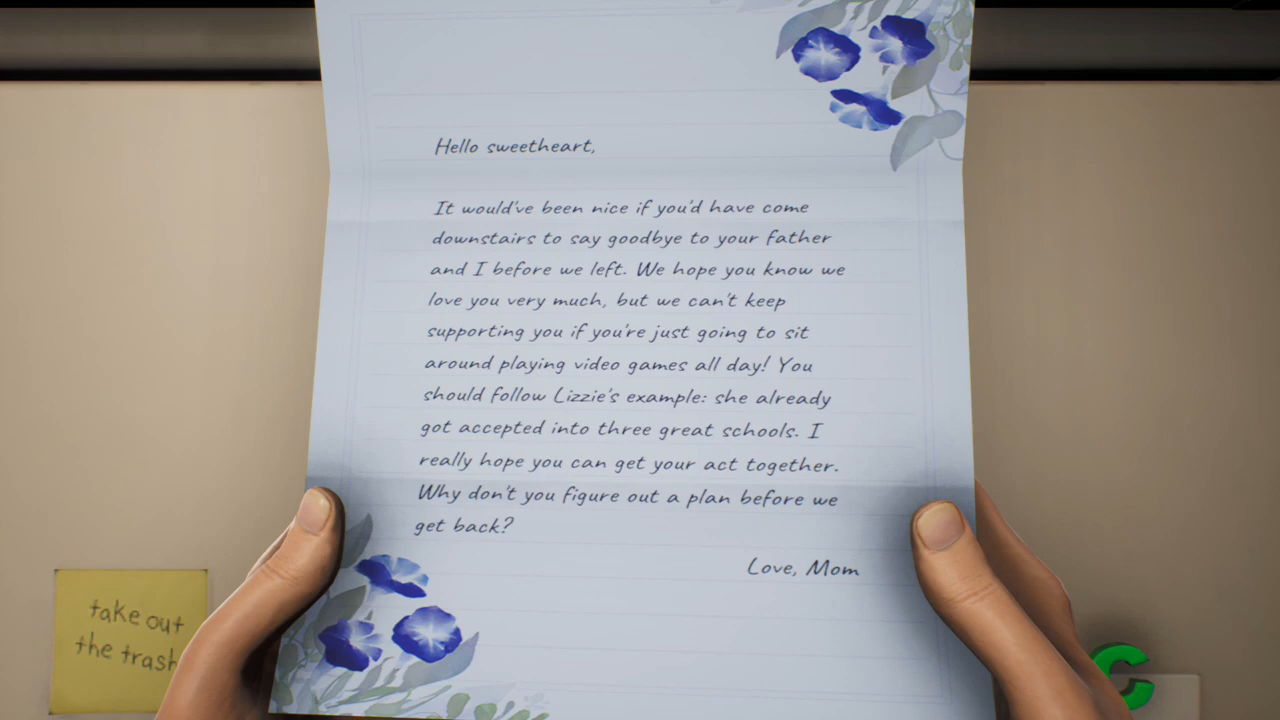 Hello sweetheart,
It would've been nice if you'd have come
downstairs to say goodbye to your father
and I before we left. We hope you know we
love you very much, but we can't keep
supporting you if you're just going to sit
around playing video games all day! You
should follow Lizzie's example: she already
got accepted into three great schools. I
really hope you can get your act together.
Why don't you figure out a plan before we
get back?
Love, Mom
take out
the trash
C